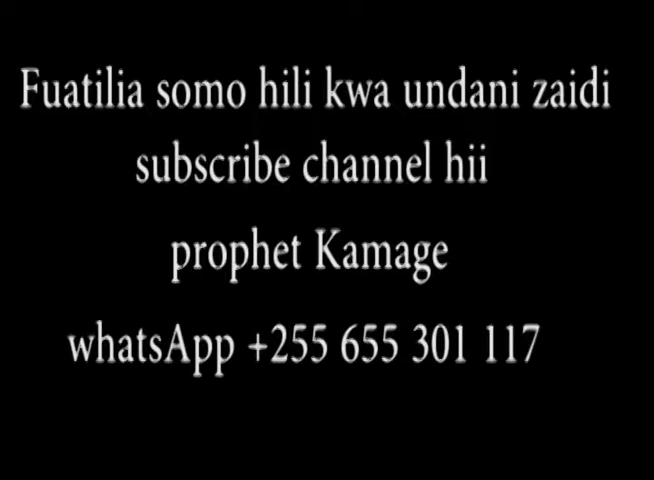 Fuatilia somo hili kwa undani zaidi
subscribe channel hii
prophet Kamage
whatsApp +255 655 301 117